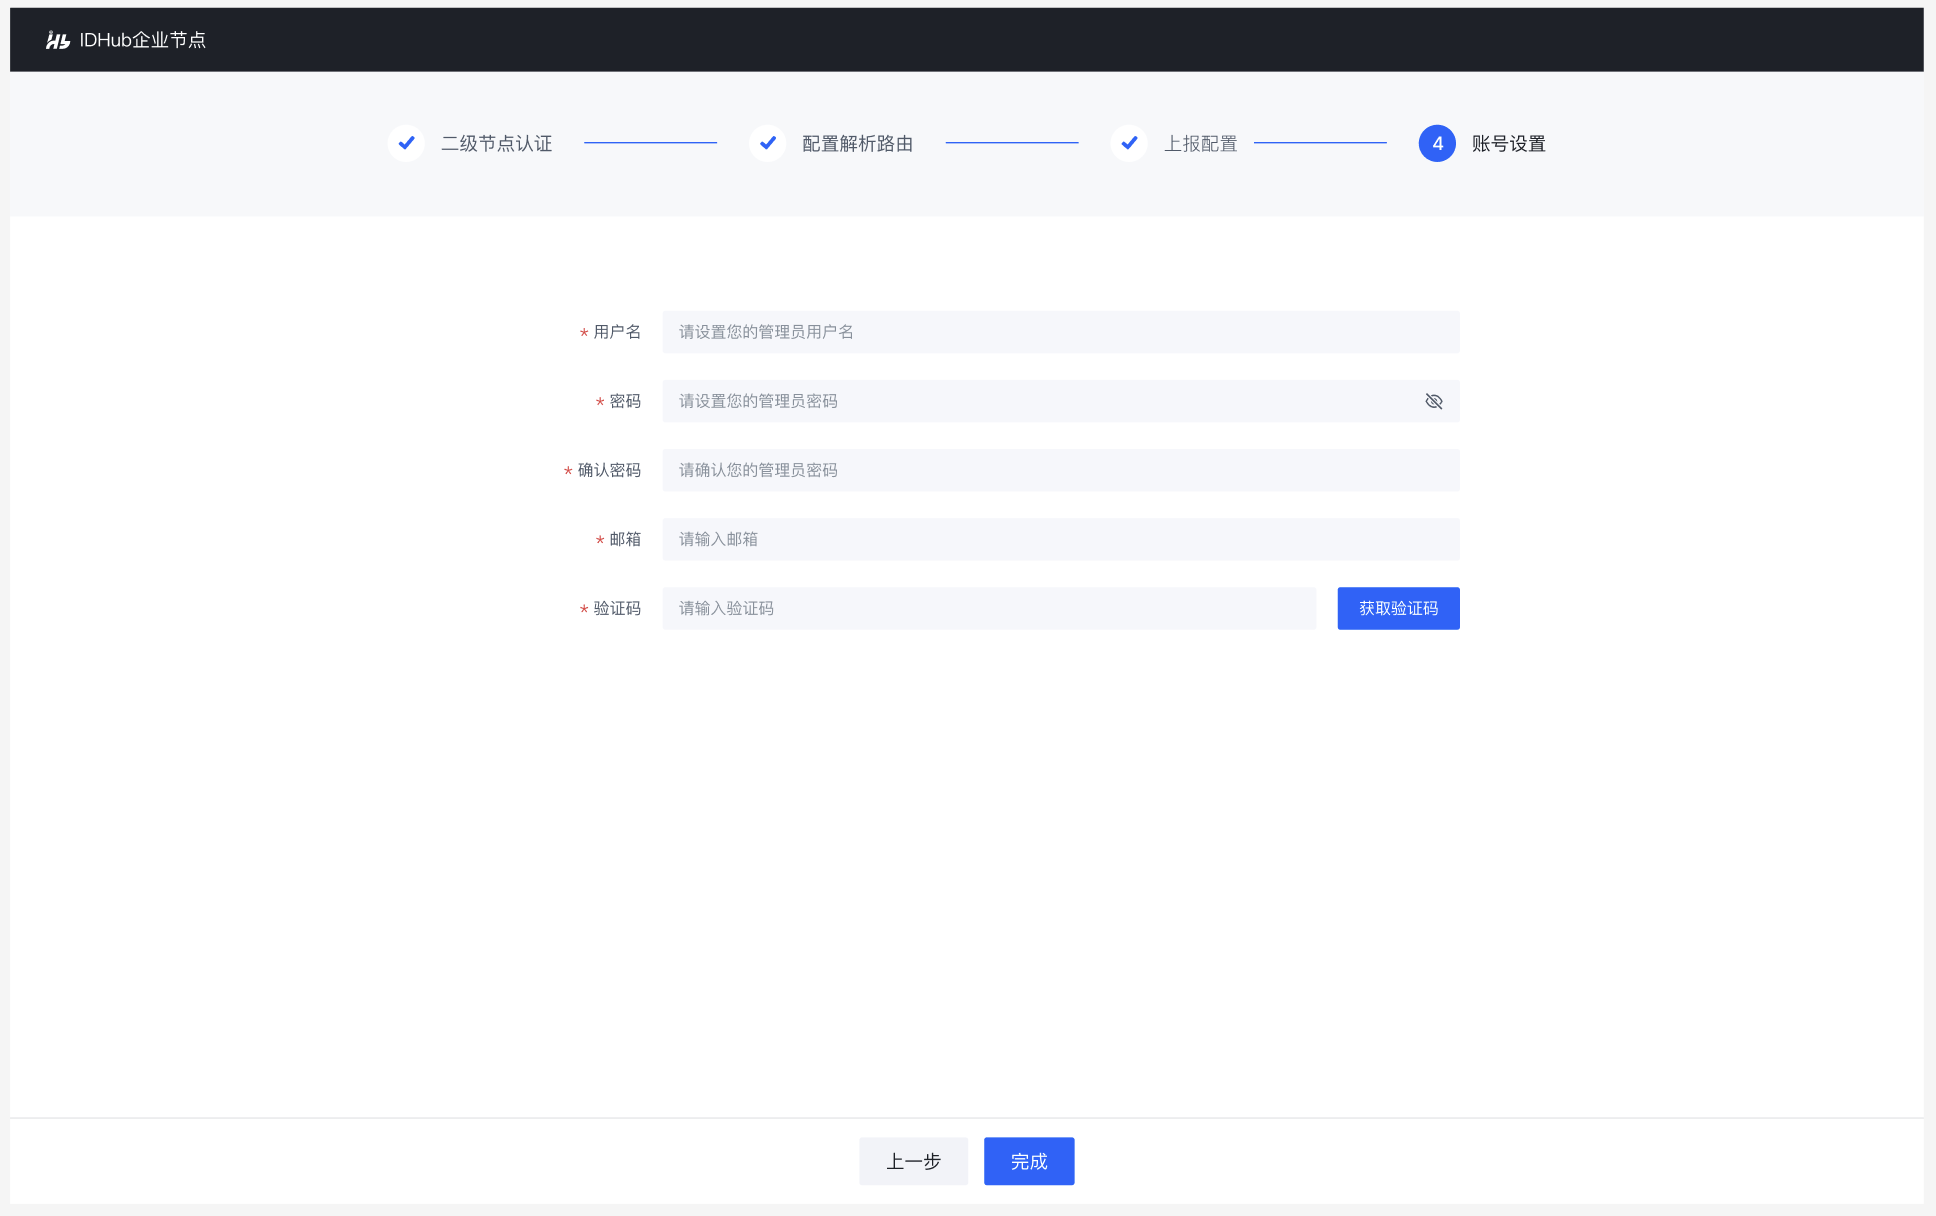 IDHub企业节点
二级节点认证
配置解析路由
上报配置
4 账号设置
* 用户名 请设置您的管理员用户名
* 密码 请设置您的管理员密码
* 确认密码 请确认您的管理员密码
* 邮箱 请输入邮箱
* 验证码 请输入验证码 获取验证码
上一步 完成